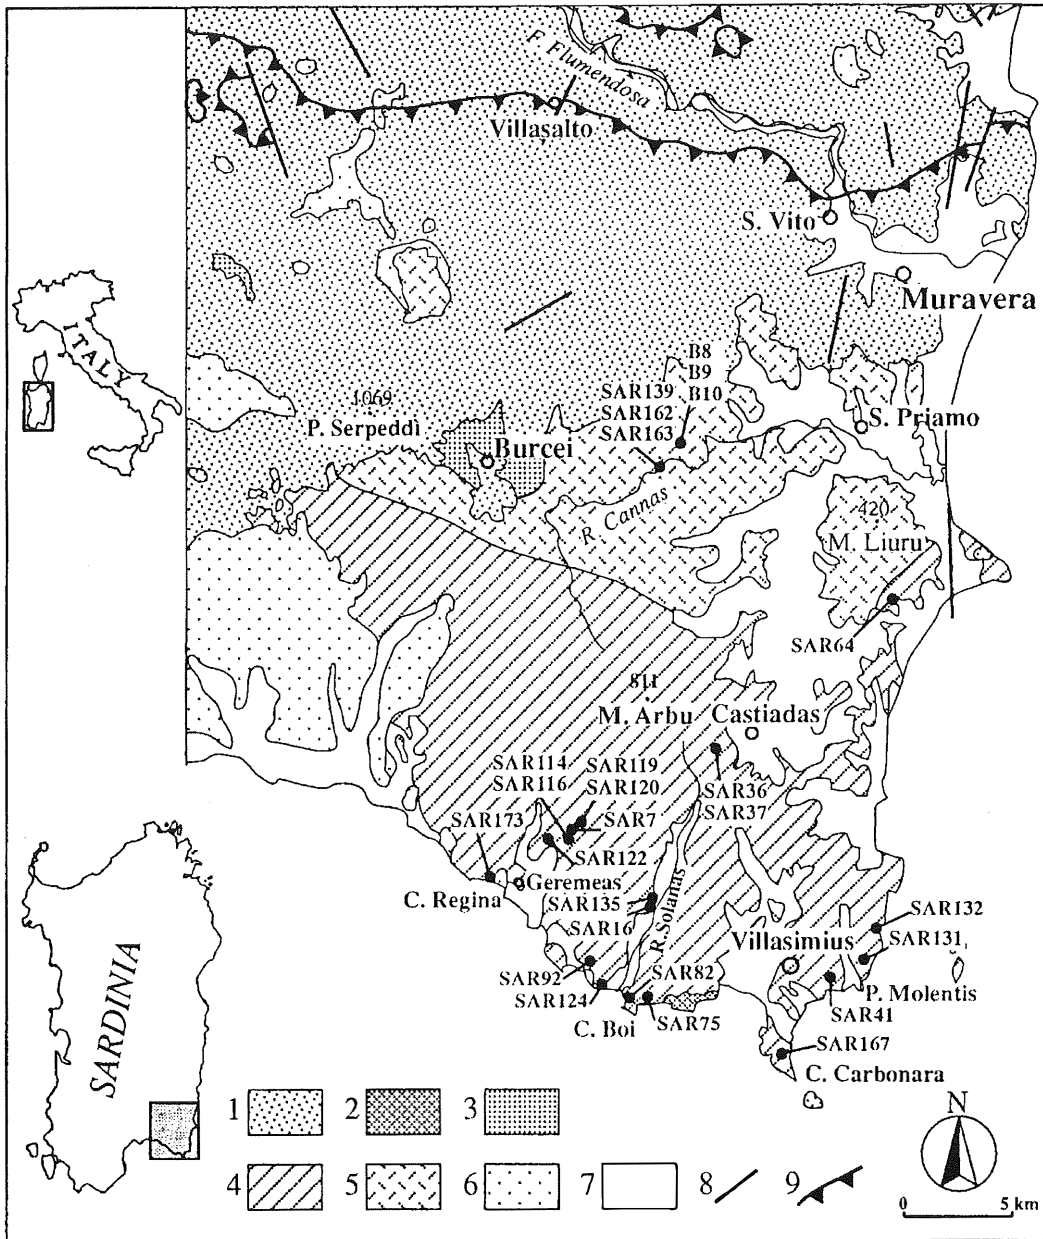 F. Flumendosa
Villasalto
S. Vito
Muravera
ITALY
B8
B9
B10
SAR139
SAR162
SAR163
1069
P. Serpeddì
Burcei
S. Priamo
R. Cannas
420
M. Liuru
SAR64
811
M. Arbu
Castiadas
SAR114
SAR116
SAR119
SAR120
SAR36
SAR37
SAR173
SAR7
SAR122
Geremeas
C. Regina
SAR135
SAR16
R.Solanas
SAR132
SAR131
Villasimius
SAR92
SAR82
SAR124
P. Molentis
SAR41
C. Boi
SAR75
SAR167
C. Carbonara
SARDINIA
1
2
3
N
4
5
6
7
8
9
0 5 km